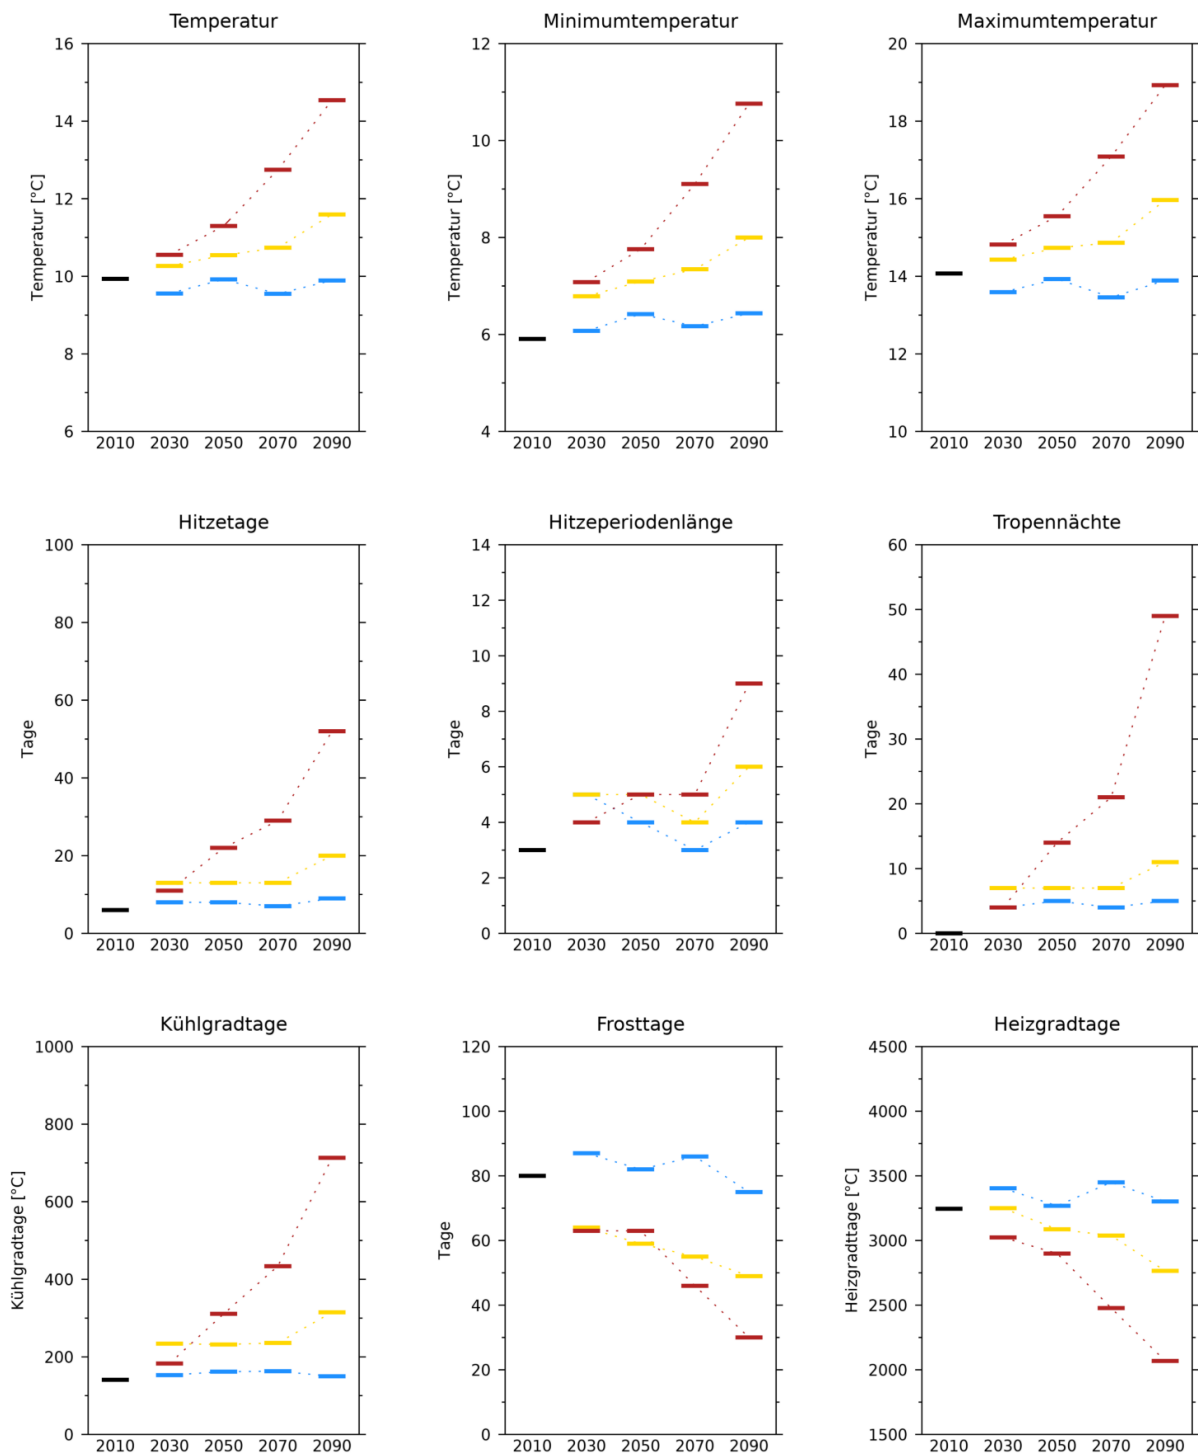 Temperatur
Temperatur [°C]
16
14
12
10
8
6
2010 2030 2050 2070 2090
Minimumtemperatur
Temperatur [°C]
12
10
8
6
4
2010 2030 2050 2070 2090
Maximumtemperatur
Temperatur [°C]
20
18
16
14
12
10
2010 2030 2050 2070 2090
Hitzetage
Tage
100
80
60
40
20
0
2010 2030 2050 2070 2090
Hitzeperiodenlänge
Tage
14
12
10
8
6
4
2
0
2010 2030 2050 2070 2090
Tropennächte
Tage
60
50
40
30
20
10
0
2010 2030 2050 2070 2090
Kühlgradtage
Kühlgradtage [°C]
1000
800
600
400
200
0
2010 2030 2050 2070 2090
Frosttage
Tage
120
100
80
60
40
20
0
2010 2030 2050 2070 2090
Heizgradtage
Heizgradttage [°C]
4500
4000
3500
3000
2500
2000
1500
2010 2030 2050 2070 2090